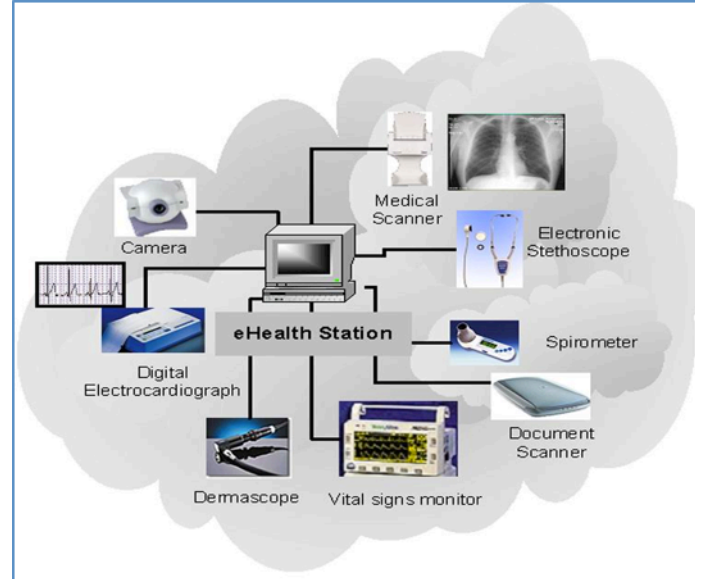 Medical
Scanner
Camera
Electronic
Stethoscope
eHealth Station
Spirometer
Digital
Electrocardiograph
Document
Scanner
Dermascope
Vital signs monitor